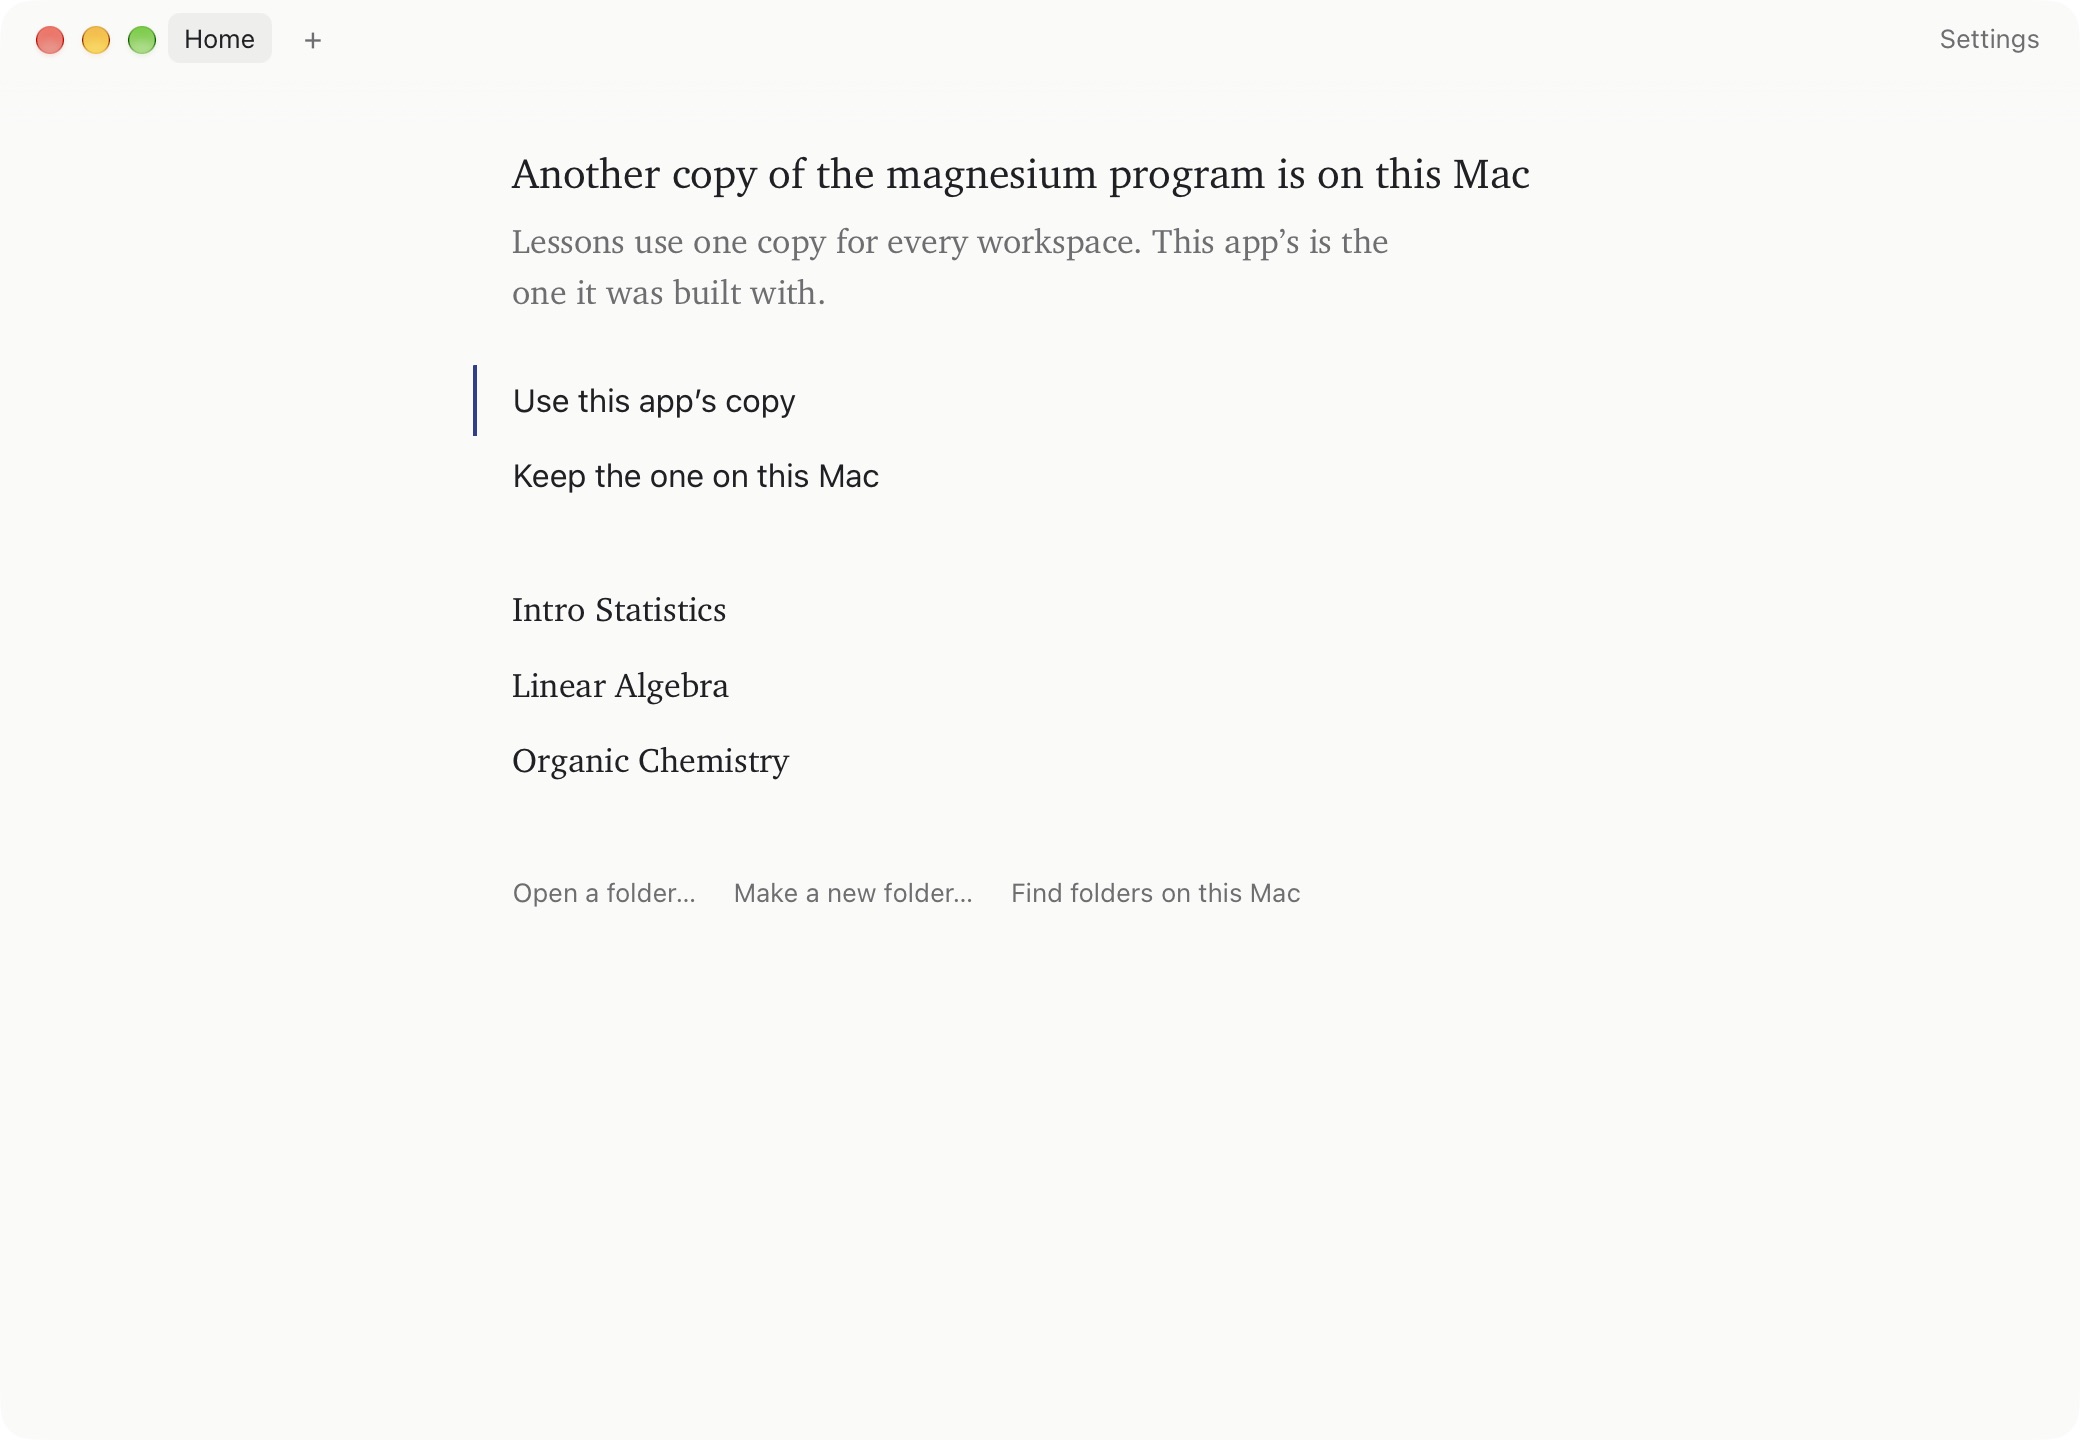 Home +
Settings
Another copy of the magnesium program is on this Mac
Lessons use one copy for every workspace. This app’s is the
one it was built with.
Use this app’s copy
Keep the one on this Mac
Intro Statistics
Linear Algebra
Organic Chemistry
Open a folder… Make a new folder… Find folders on this Mac